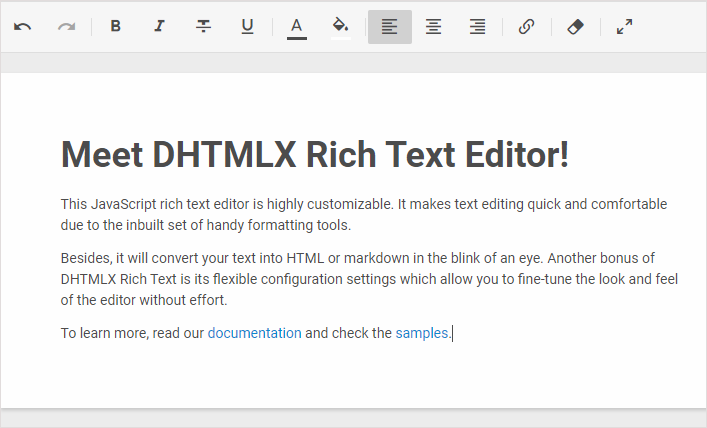 B I S U A
Meet DHTMLX Rich Text Editor!
This JavaScript rich text editor is highly customizable. It makes text editing quick and comfortable
due to the inbuilt set of handy formatting tools.
Besides, it will convert your text into HTML or markdown in the blink of an eye. Another bonus of
DHTMLX Rich Text is its flexible configuration settings which allow you to fine-tune the look and feel
of the editor without effort.
To learn more, read our documentation and check the samples.